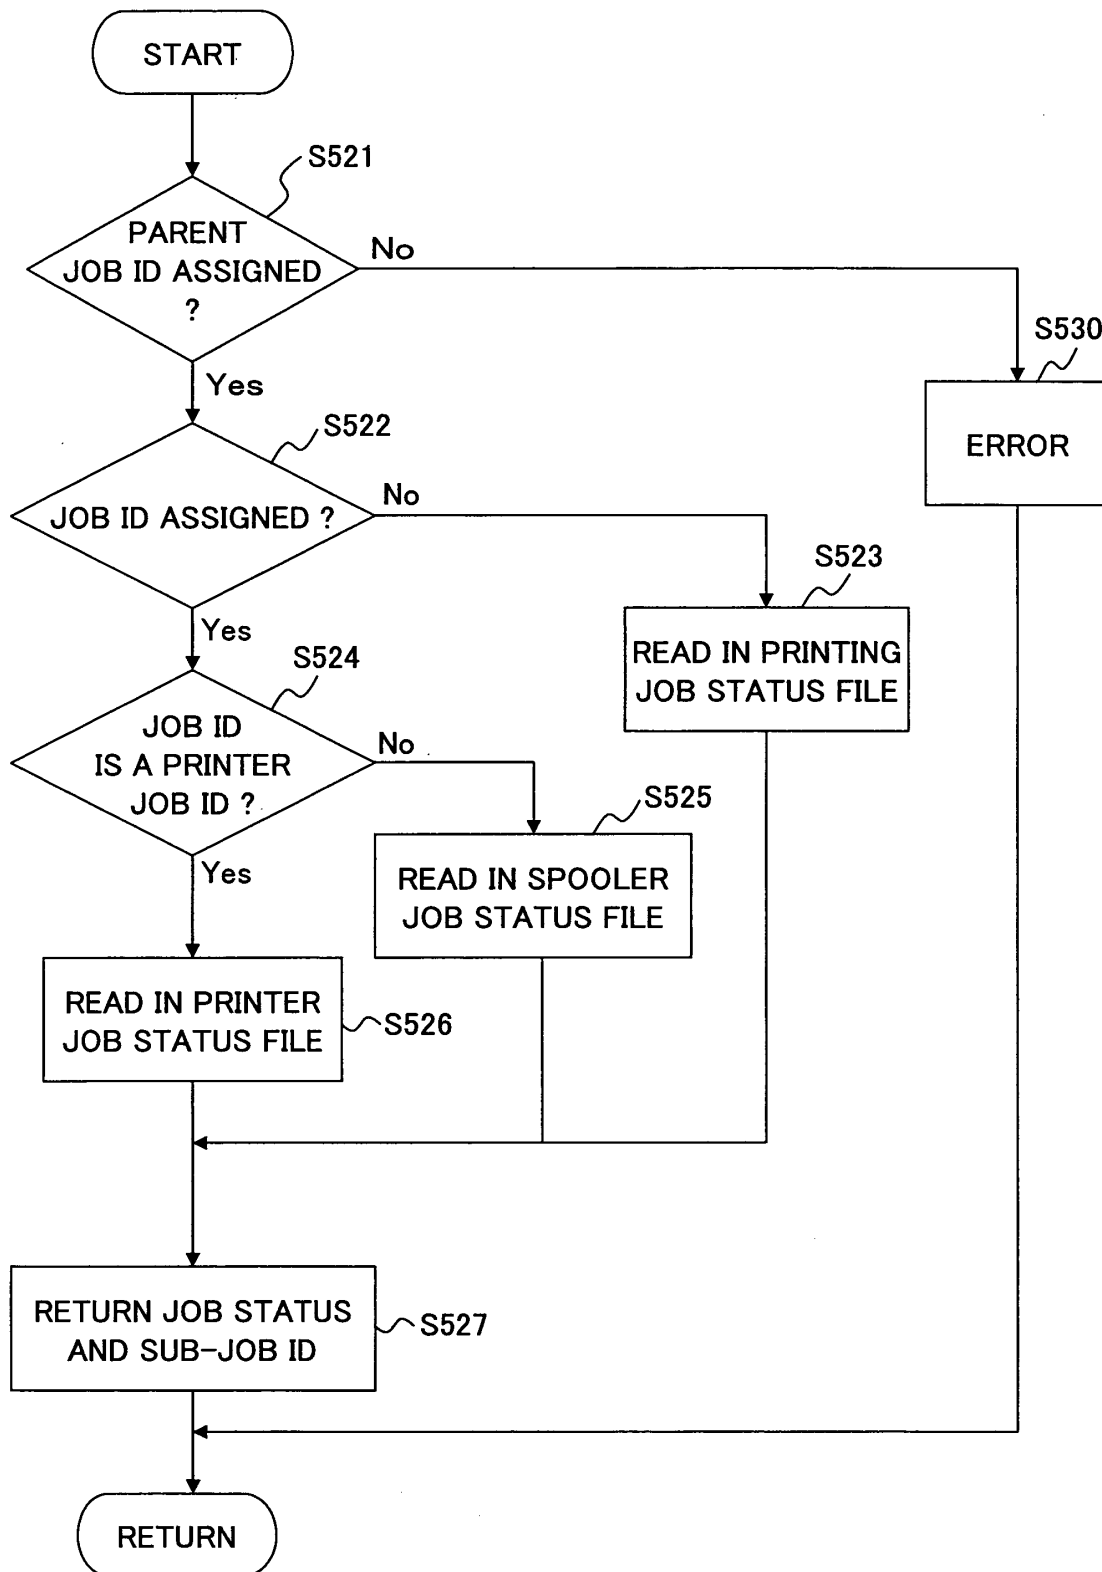 START
S521
PARENT
JOB ID ASSIGNED
?
No
Yes
S530
ERROR
S522
JOB ID ASSIGNED ?
No
Yes
S523
READ IN PRINTING
JOB STATUS FILE
S524
JOB ID
IS A PRINTER
JOB ID ?
No
Yes
S525
READ IN SPOOLER
JOB STATUS FILE
READ IN PRINTER
JOB STATUS FILE
S526
RETURN JOB STATUS
AND SUB-JOB ID
S527
RETURN